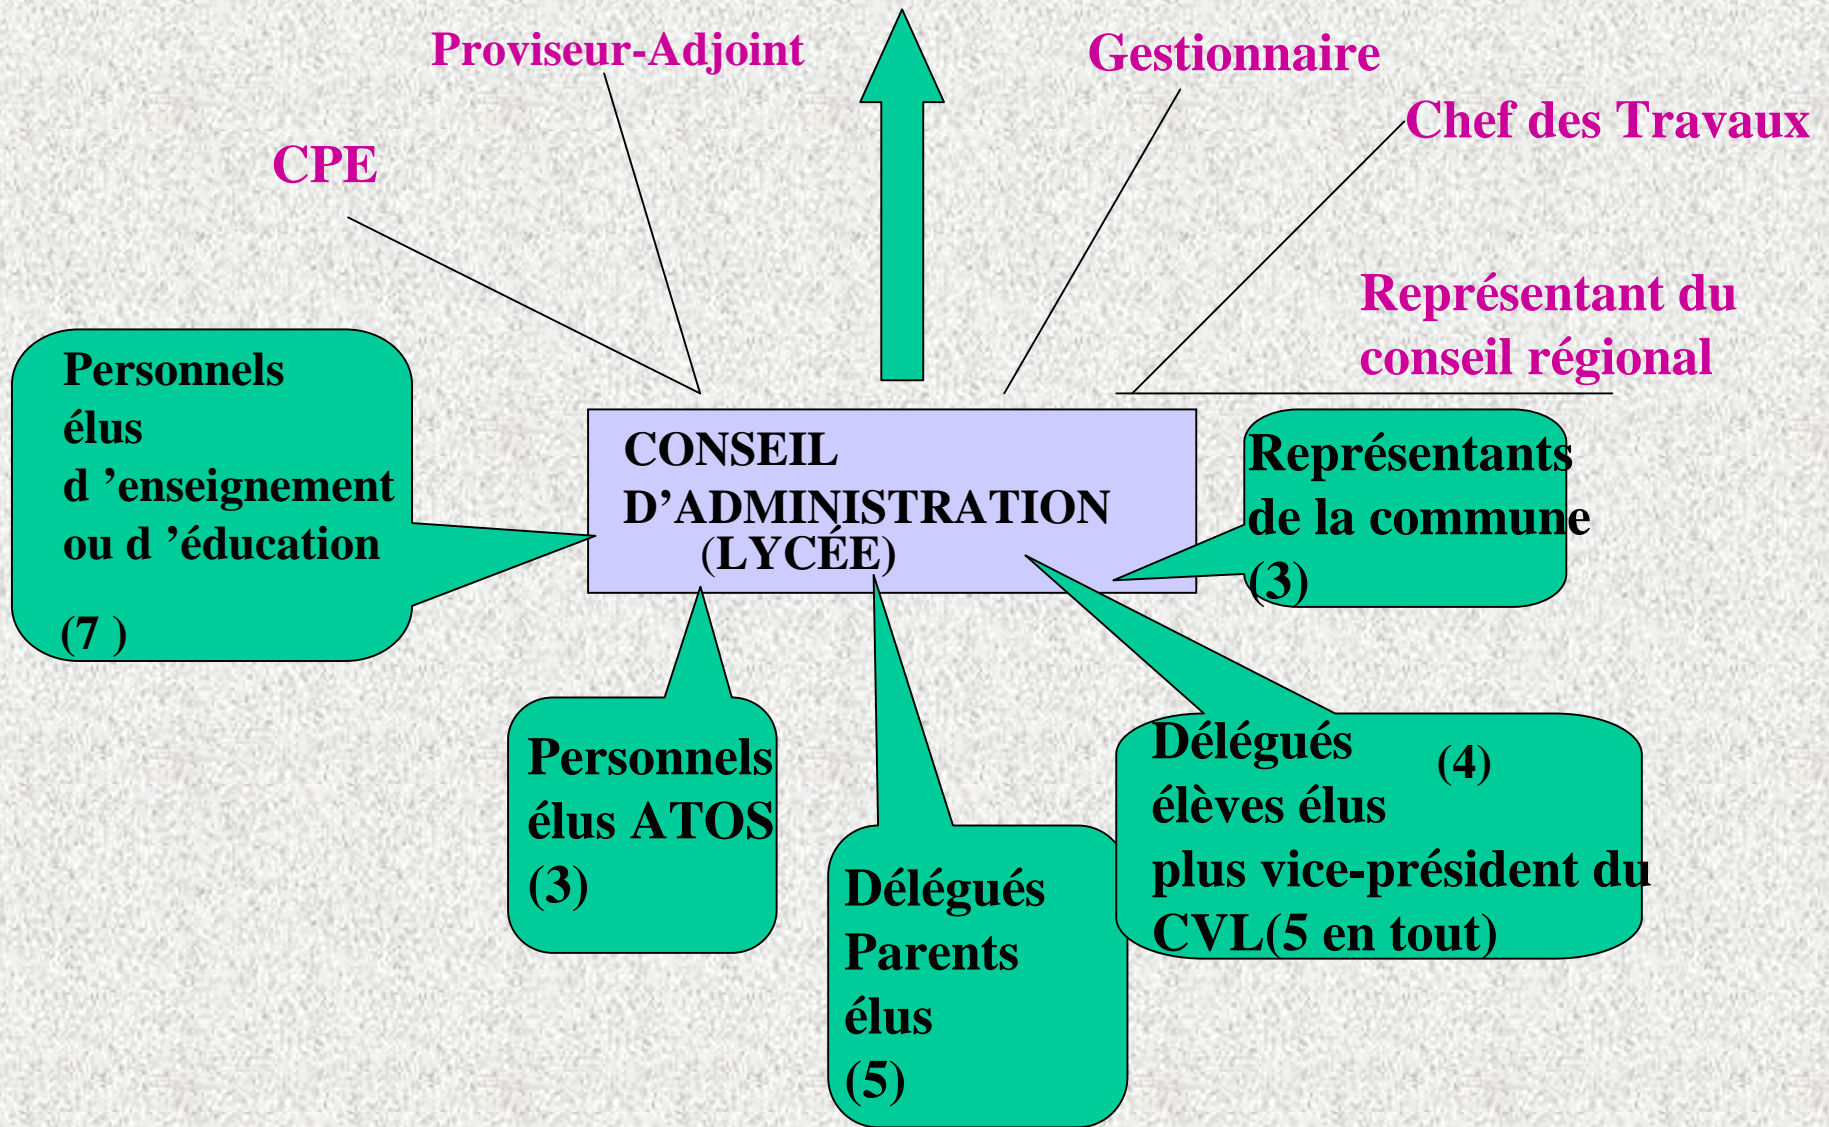 Proviseur-Adjoint
Gestionnaire
Chef des Travaux
CPE
Représentant du
conseil régional
Personnels
élus
d ’enseignement
ou d ’éducation
(7 )
CONSEIL
D’ADMINISTRATION
(LYCÉE)
Représentants
de la commune
(3)
Personnels
élus ATOS
(3)
Délégués
Parents
élus
(5)
Délégués (4)
élèves élus
plus vice-président du
CVL(5 en tout)